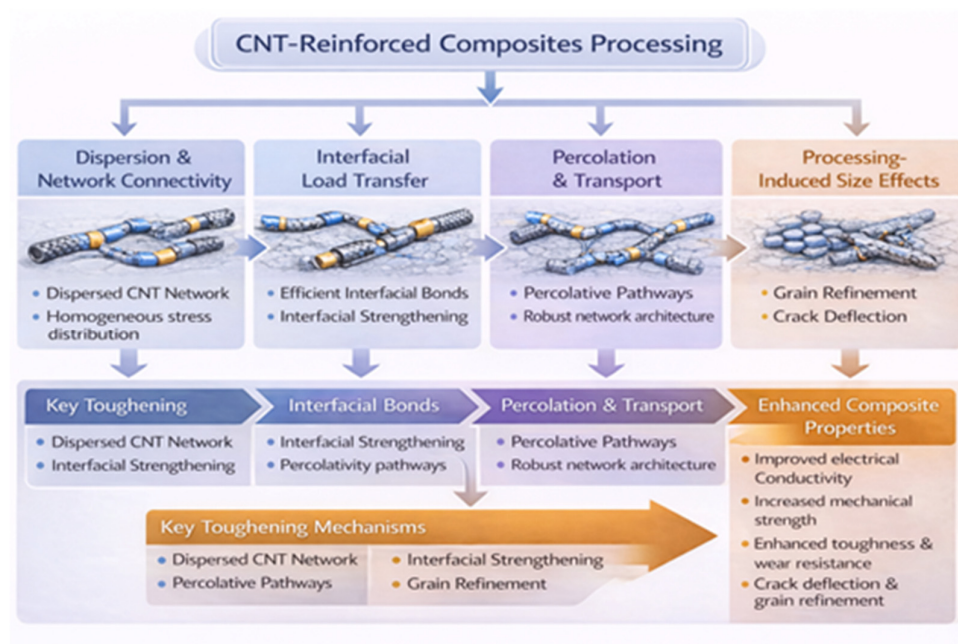 CNT-Reinforced Composites Processing
Dispersion &
Network Connectivity
• Dispersed CNT Network
• Homogeneous stress
distribution
Interfacial
Load Transfer
• Efficient Interfacial Bonds
• Interfacial Strengthening
Percolation
& Transport
• Percolative Pathways
• Robust network architecture
Processing-
Induced Size Effects
• Grain Refinement
• Crack Deflection
Key Toughening
• Dispersed CNT Network
• Interfacial Strengthening
Interfacial Bonds
• Interfacial Strengthening
• Percolativity pathways
Percolation & Transport
• Percolative Pathways
• Robust network architecture
Enhanced Composite
Properties
• Improved electrical
Conductivity
• Increased mechanical
strength
• Enhanced toughness &
wear resistance
• Crack deflection &
grain refinement
Key Toughening Mechanisms
• Dispersed CNT Network
• Percolative Pathways
• Interfacial Strengthening
• Grain Refinement